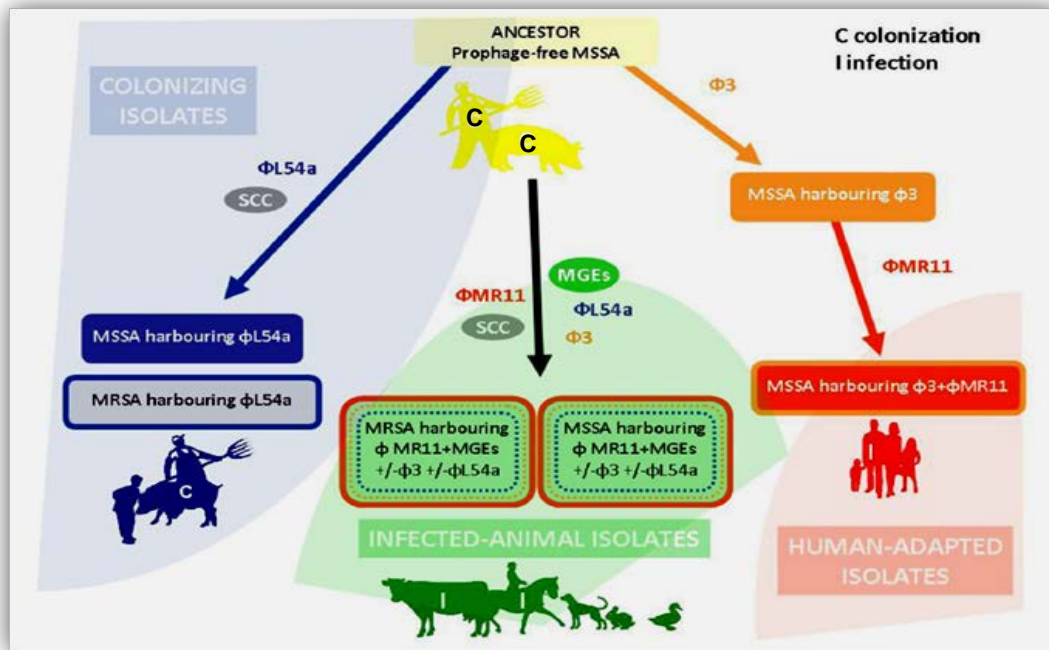 ANCESTOR
Prophage-free MSSA
C colonization
I infection
COLONIZING
ISOLATES
C
C
Φ3
ΦL54a
SCC
MSSA harbouring ϕ3
ΦMR11
MGEs
ΦMR11
ΦL54a
SCC
Φ3
MSSA harbouring ϕL54a
MRSA harbouring ϕL54a
MSSA harbouring ϕ3+ϕMR11
MRSA harbouring
ϕ MR11+MGEs
+/-ϕ3 +/-ϕL54a
MSSA harbouring
ϕ MR11+MGEs
+/-ϕ3 +/-ϕL54a
C
INFECTED-ANIMAL ISOLATES
HUMAN-ADAPTED
ISOLATES
I
I